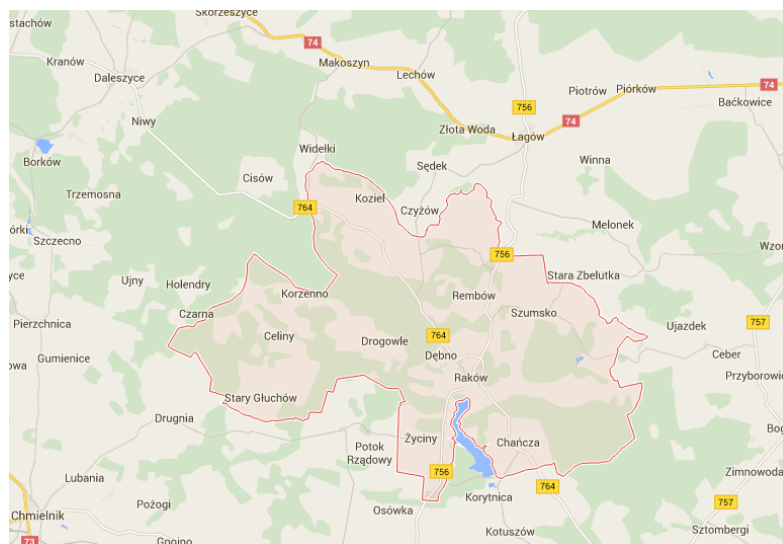 Skorzeszyce
stachów
74
Kranów
Makoszyn
Daleszyce
Lechów
Piotrów
Piórków
74
Baćkowice
756
Niwy
Złota Woda
74
Łagów
Widełki
Borków
Cisów
Sędek
Winna
Trzemosna
Kozieł
764
Czyżów
Melonek
órki
Szczeczno
756
Wzor
yce
Ujny
Holendry
Stara Zbelutka
Korzenno
Rembów
Czarna
Szumsko
Pierzchnica
Ujazdek
757
764
Celiny
Drogowle
owa
Gumienice
Dębno
Ceber
Przyborowic
Raków
Stary Głuchów
Drugnia
Życiny
Chańcza
Bog
Potok
Rządowy
756
Zimnowoda
Lubania
764
Korytnica
Pożogi
Osówka
757
Chmielnik
Kotuszów
Sztombergi
73
Gnojno